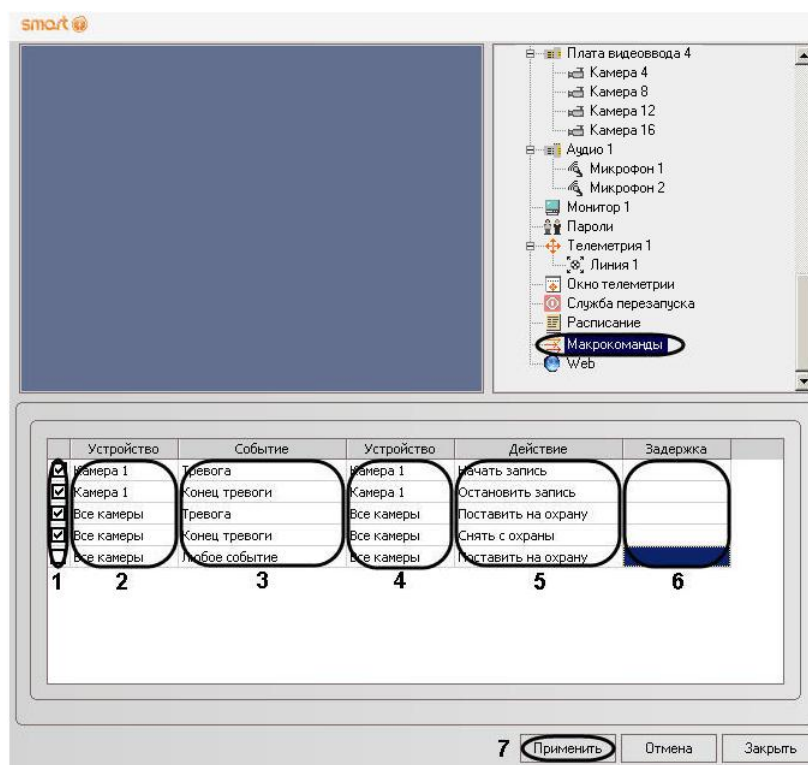 smart
Плата видеоввода 4
Камера 4
Камера 8
Камера 12
Камера 16
Аудио 1
Микрофон 1
Микрофон 2
Монитор 1
Пароли
Телеметрия 1
Линия 1
Окно телеметрии
Служба перезапуска
Расписание
Макрокоманды
Web
Устройство Событие Устройство Действие Задержка
Камера 1 Тревога Камера 1 Начать запись
Камера 1 Конец тревоги Камера 1 Остановить запись
Все камеры Тревога Все камеры Поставить на охрану
Все камеры Конец тревоги Все камеры Снять с охраны
Все камеры Любое событие Все камеры Поставить на охрану
1 2 3 4 5 6
7 Применить Отмена Закрыть